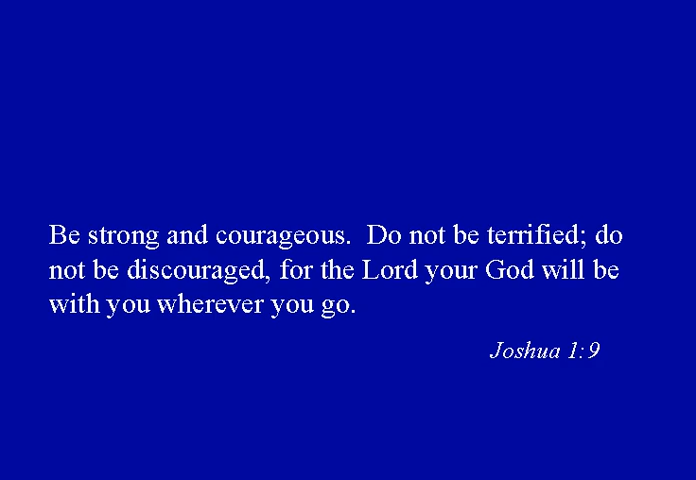 Be strong and courageous.  Do not be terrified; do
not be discouraged, for the Lord your God will be
with you wherever you go.
Joshua 1:9